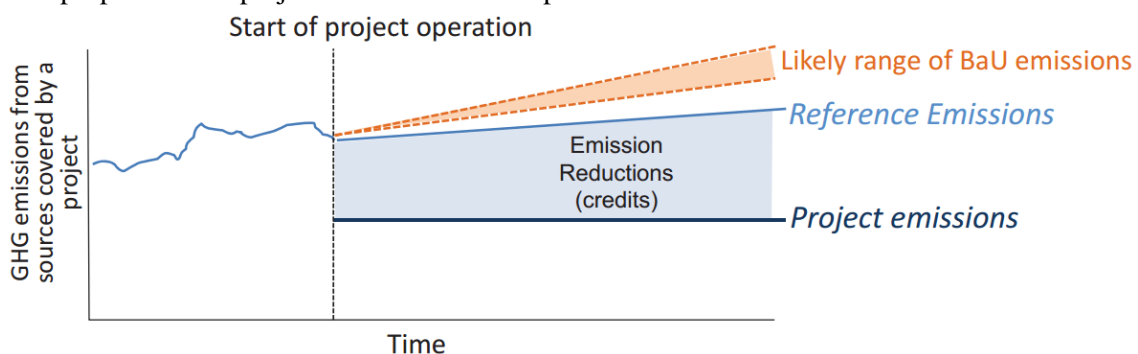 Start of project operation
GHG emissions from
sources covered by a
project
Likely range of BaU emissions
Reference Emissions
Emission
Reductions
(credits)
Project emissions
Time